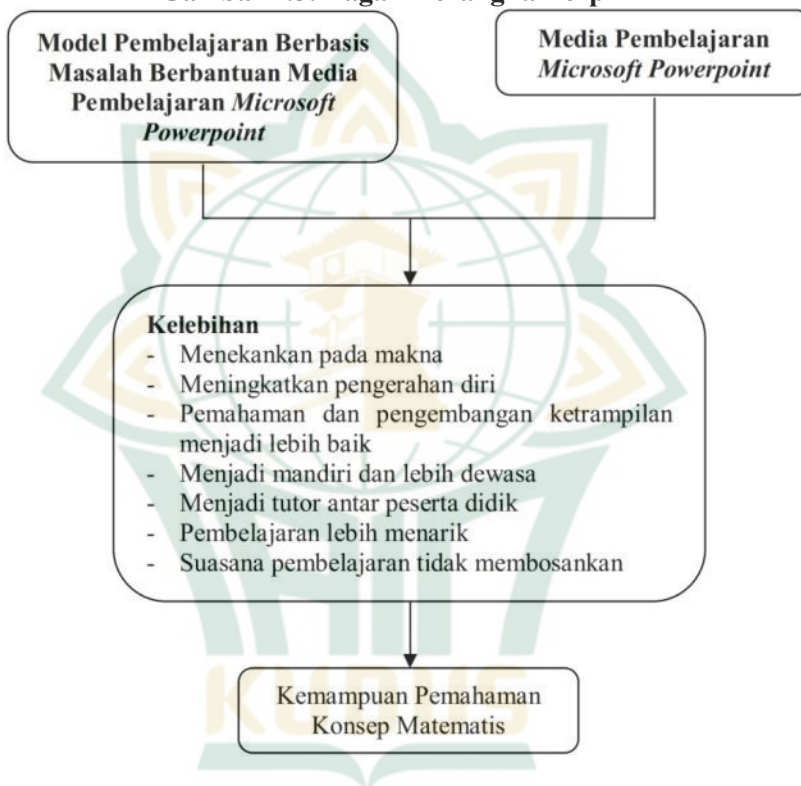 Model Pembelajaran Berbasis
Masalah Berbantuan Media
Pembelajaran Microsoft
Powerpoint
Media Pembelajaran
Microsoft Powerpoint
Kelebihan
- Menekankan pada makna
- Meningkatkan pengerahan diri
- Pemahaman dan pengembangan ketrampilan
menjadi lebih baik
- Menjadi mandiri dan lebih dewasa
- Menjadi tutor antar peserta didik
- Pembelajaran lebih menarik
- Suasana pembelajaran tidak membosankan
Kemampuan Pemahaman
Konsep Matematis
KUDUS